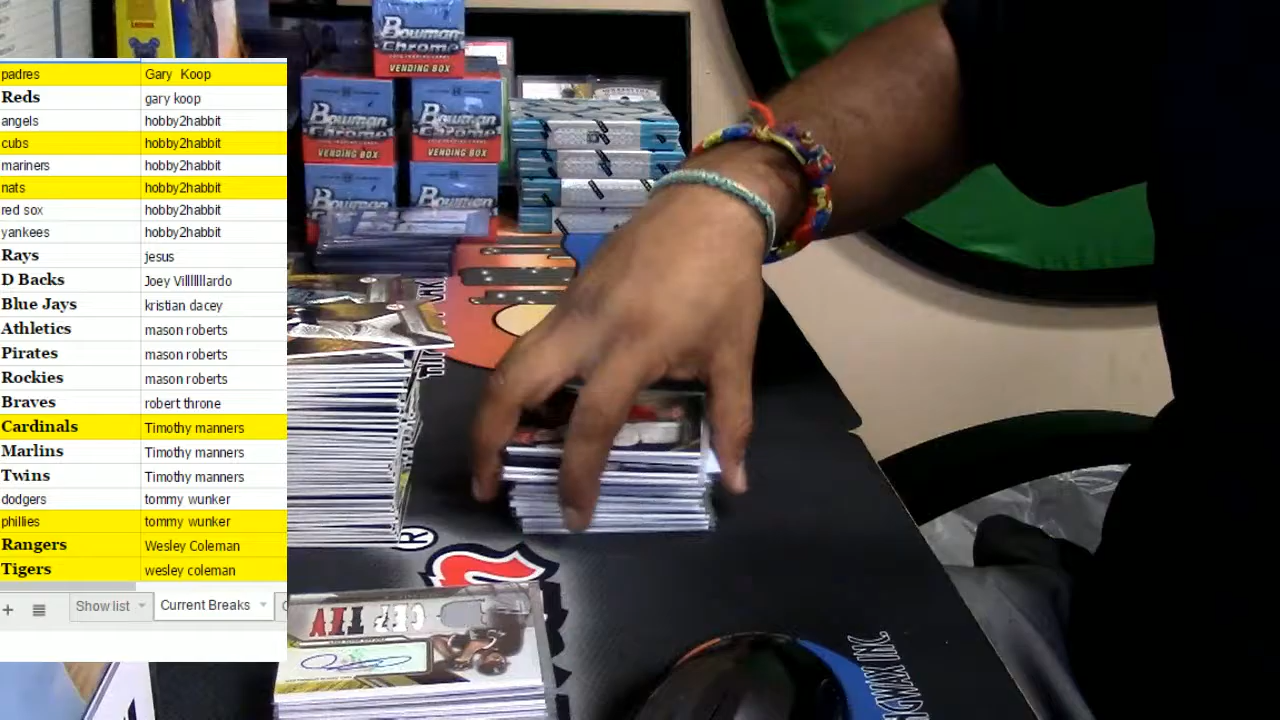 padres Gary Koop
Reds gary koop
angels hobby2habbit
cubs hobby2habbit
mariners hobby2habbit
nats hobby2habbit
red sox hobby2habbit
yankees hobby2habbit
Rays jesus
D Backs Joey Villllllllardo
Blue Jays kristian dacey
Athletics mason roberts
Pirates mason roberts
Rockies mason roberts
Braves robert throne
Cardinals Timothy manners
Marlins Timothy manners
Twins Timothy manners
dodgers tommy wunker
phillies tommy wunker
Rangers Wesley Coleman
Tigers wesley coleman
+ Show list Current Breaks
Bowman
Chrome
VENDING BOX
Bowman
Chrome
VENDING BOX
Bowman
Chrome
VENDING BOX
Bowman
Bowman
GWAX INC.